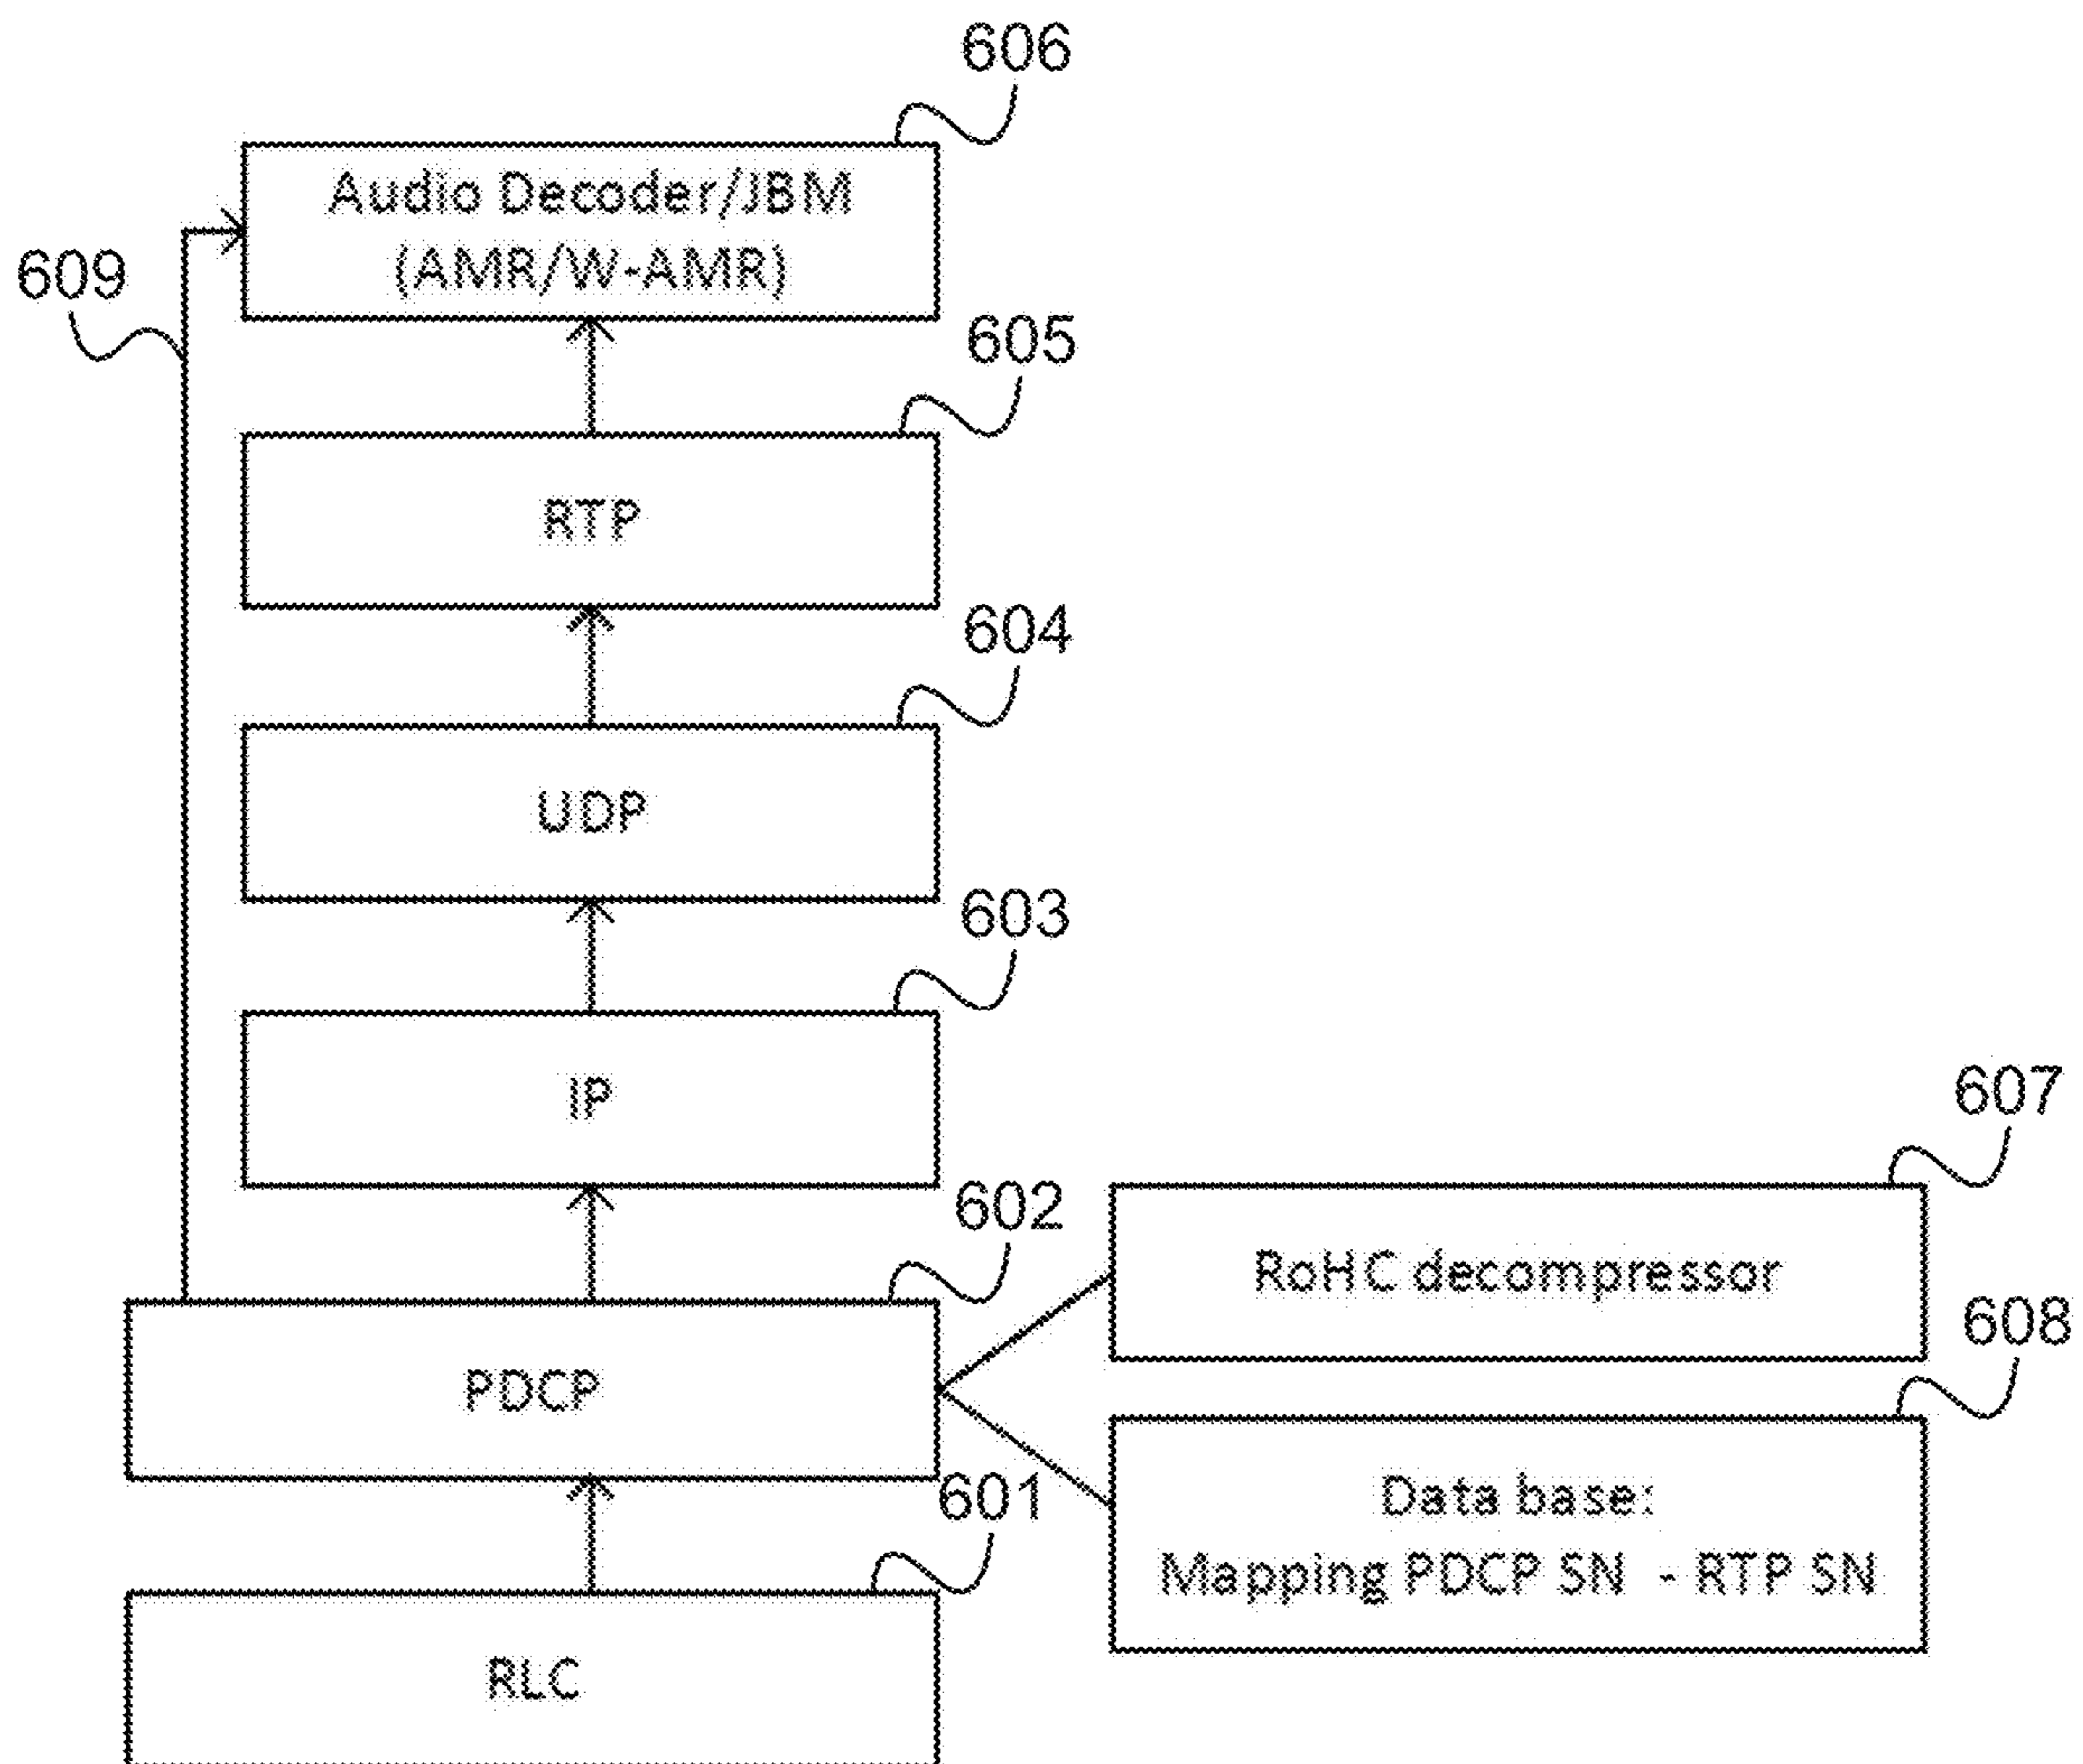 606
Audio Decoder/JBM
(AMR/W-AMR)
609
605
RTP
604
UDP
603
IP
602
607
RoHC decompressor
PDCP
608
Data base:
Mapping PDCP SN - RTP SN
601
RLC